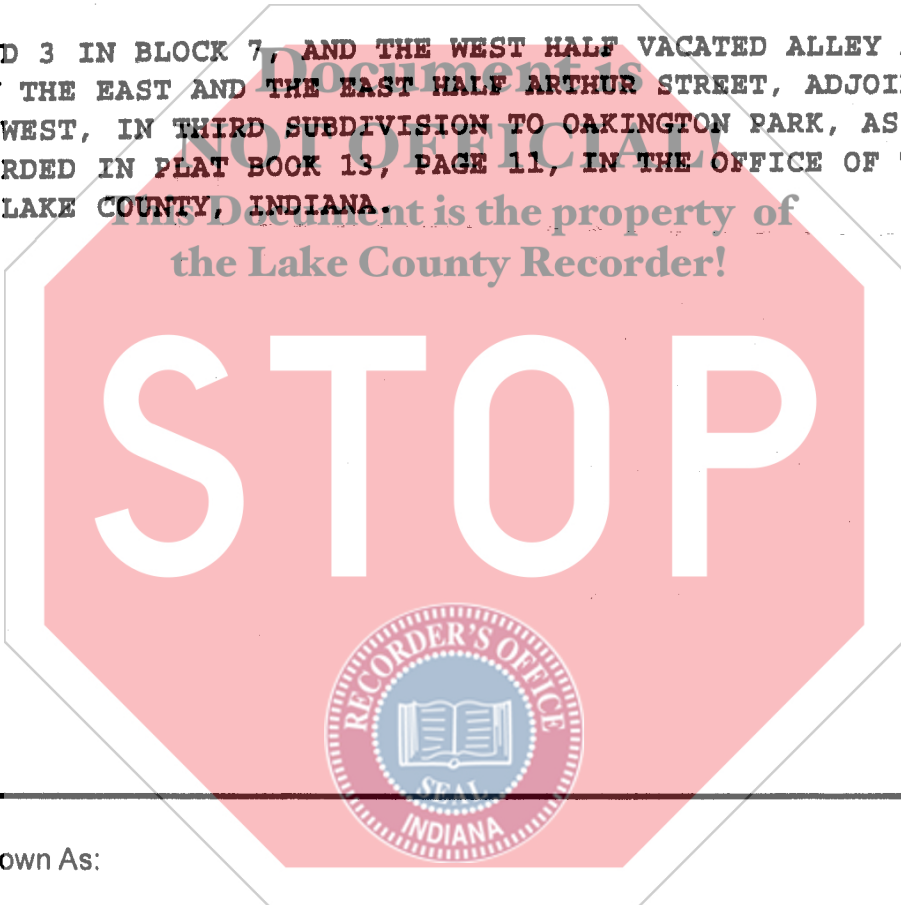 D 3 IN BLOCK 7, AND THE WEST HALF VACATED ALLEY
Document is
THE EAST AND THE EAST HALF ARTHUR STREET, ADJOI
WEST, IN THIRD SUBDIVISION TO OAKINGTON PARK, AS
NOT OFFICIAL!
RDED IN PLAT BOOK 13, PAGE 11, IN THE OFFICE OF
LAKE COUNTY, INDIANA.
This Document is the property of
the Lake County Recorder!
STOP
RECORDER'S OFFICE
SEAL
INDIANA
own As: